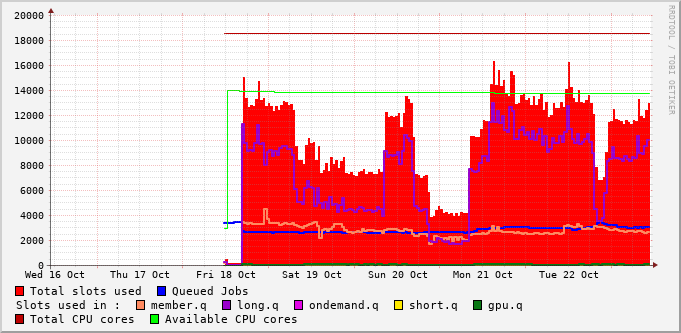 RRDTOOL / TOBI OETIKER
20000
18000
16000
14000
12000
10000
8000
6000
4000
2000
0
Wed 16 Oct Thu 17 Oct Fri 18 Oct Sat 19 Oct Sun 20 Oct Mon 21 Oct Tue 22 Oct
Total slots used Queued Jobs
Slots used in : member.q long.q ondemand.q short.q gpu.q
Total CPU cores Available CPU cores